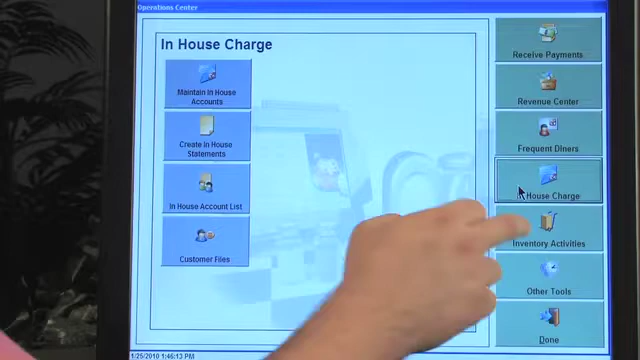 Operations Center
In House Charge
Maintain In House
Accounts
Create In House
Statements
In House Account List
Customer Files
Receive Payments
Revenue Center
Frequent Diners
House Charge
Inventory Activities
Other Tools
Done
1/25/2010 1:46:13 PM